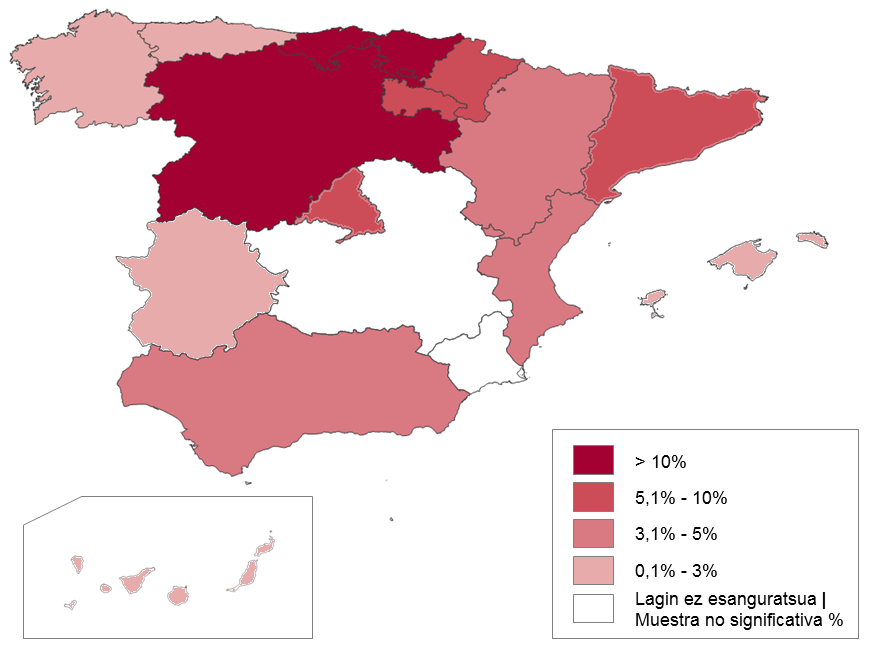 > 10%
5,1% - 10%
3,1% - 5%
0,1% - 3%
Lagin ez esanguratsua |
Muestra no significativa %